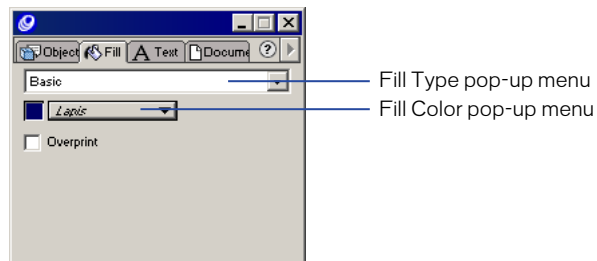 Object Fill A Text Docume ?
Basic
Fill Type pop-up menu
Lapis
Fill Color pop-up menu
Overprint